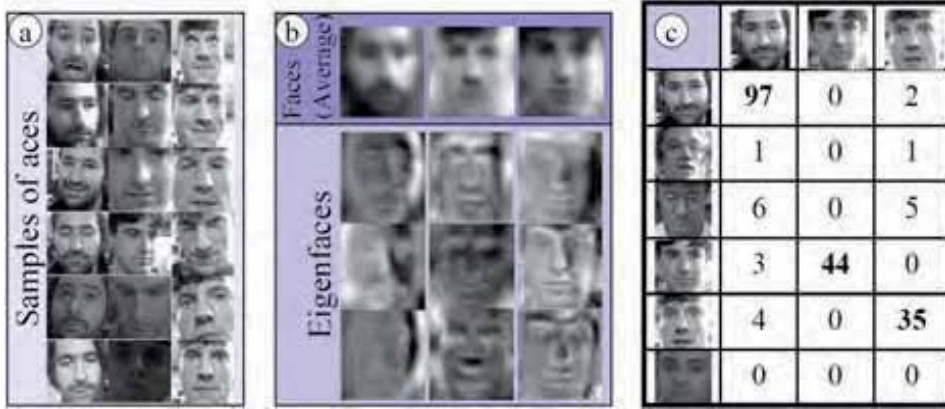 a
Samples of aces
b
Faces
(Average)
Eigenfaces
c
97 0 2
1 0 1
6 0 5
3 44 0
4 0 35
0 0 0